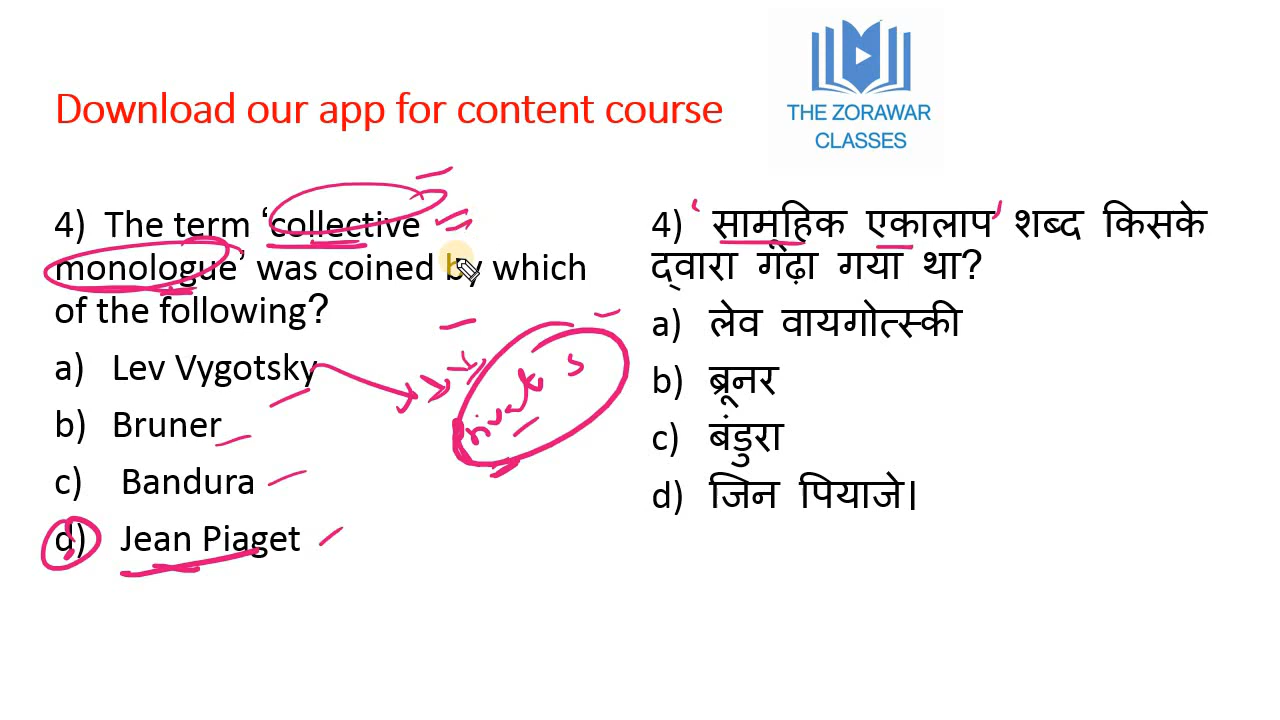 Download our app for content course
THE ZORAWAR
CLASSES
4) The term ‘collective
monologue’ was coined by which
of the following?
a) Lev Vygotsky
b) Bruner
c) Bandura
d) Jean Piaget
Private s
4) ‘ सामूहिक एकालाप’ शब्द किसके
द्वारा गढ़ा गया था?
a) लेव वायगोत्स्की
b) ब्रूनर
c) बंडुरा
d) जिन पियाजे।